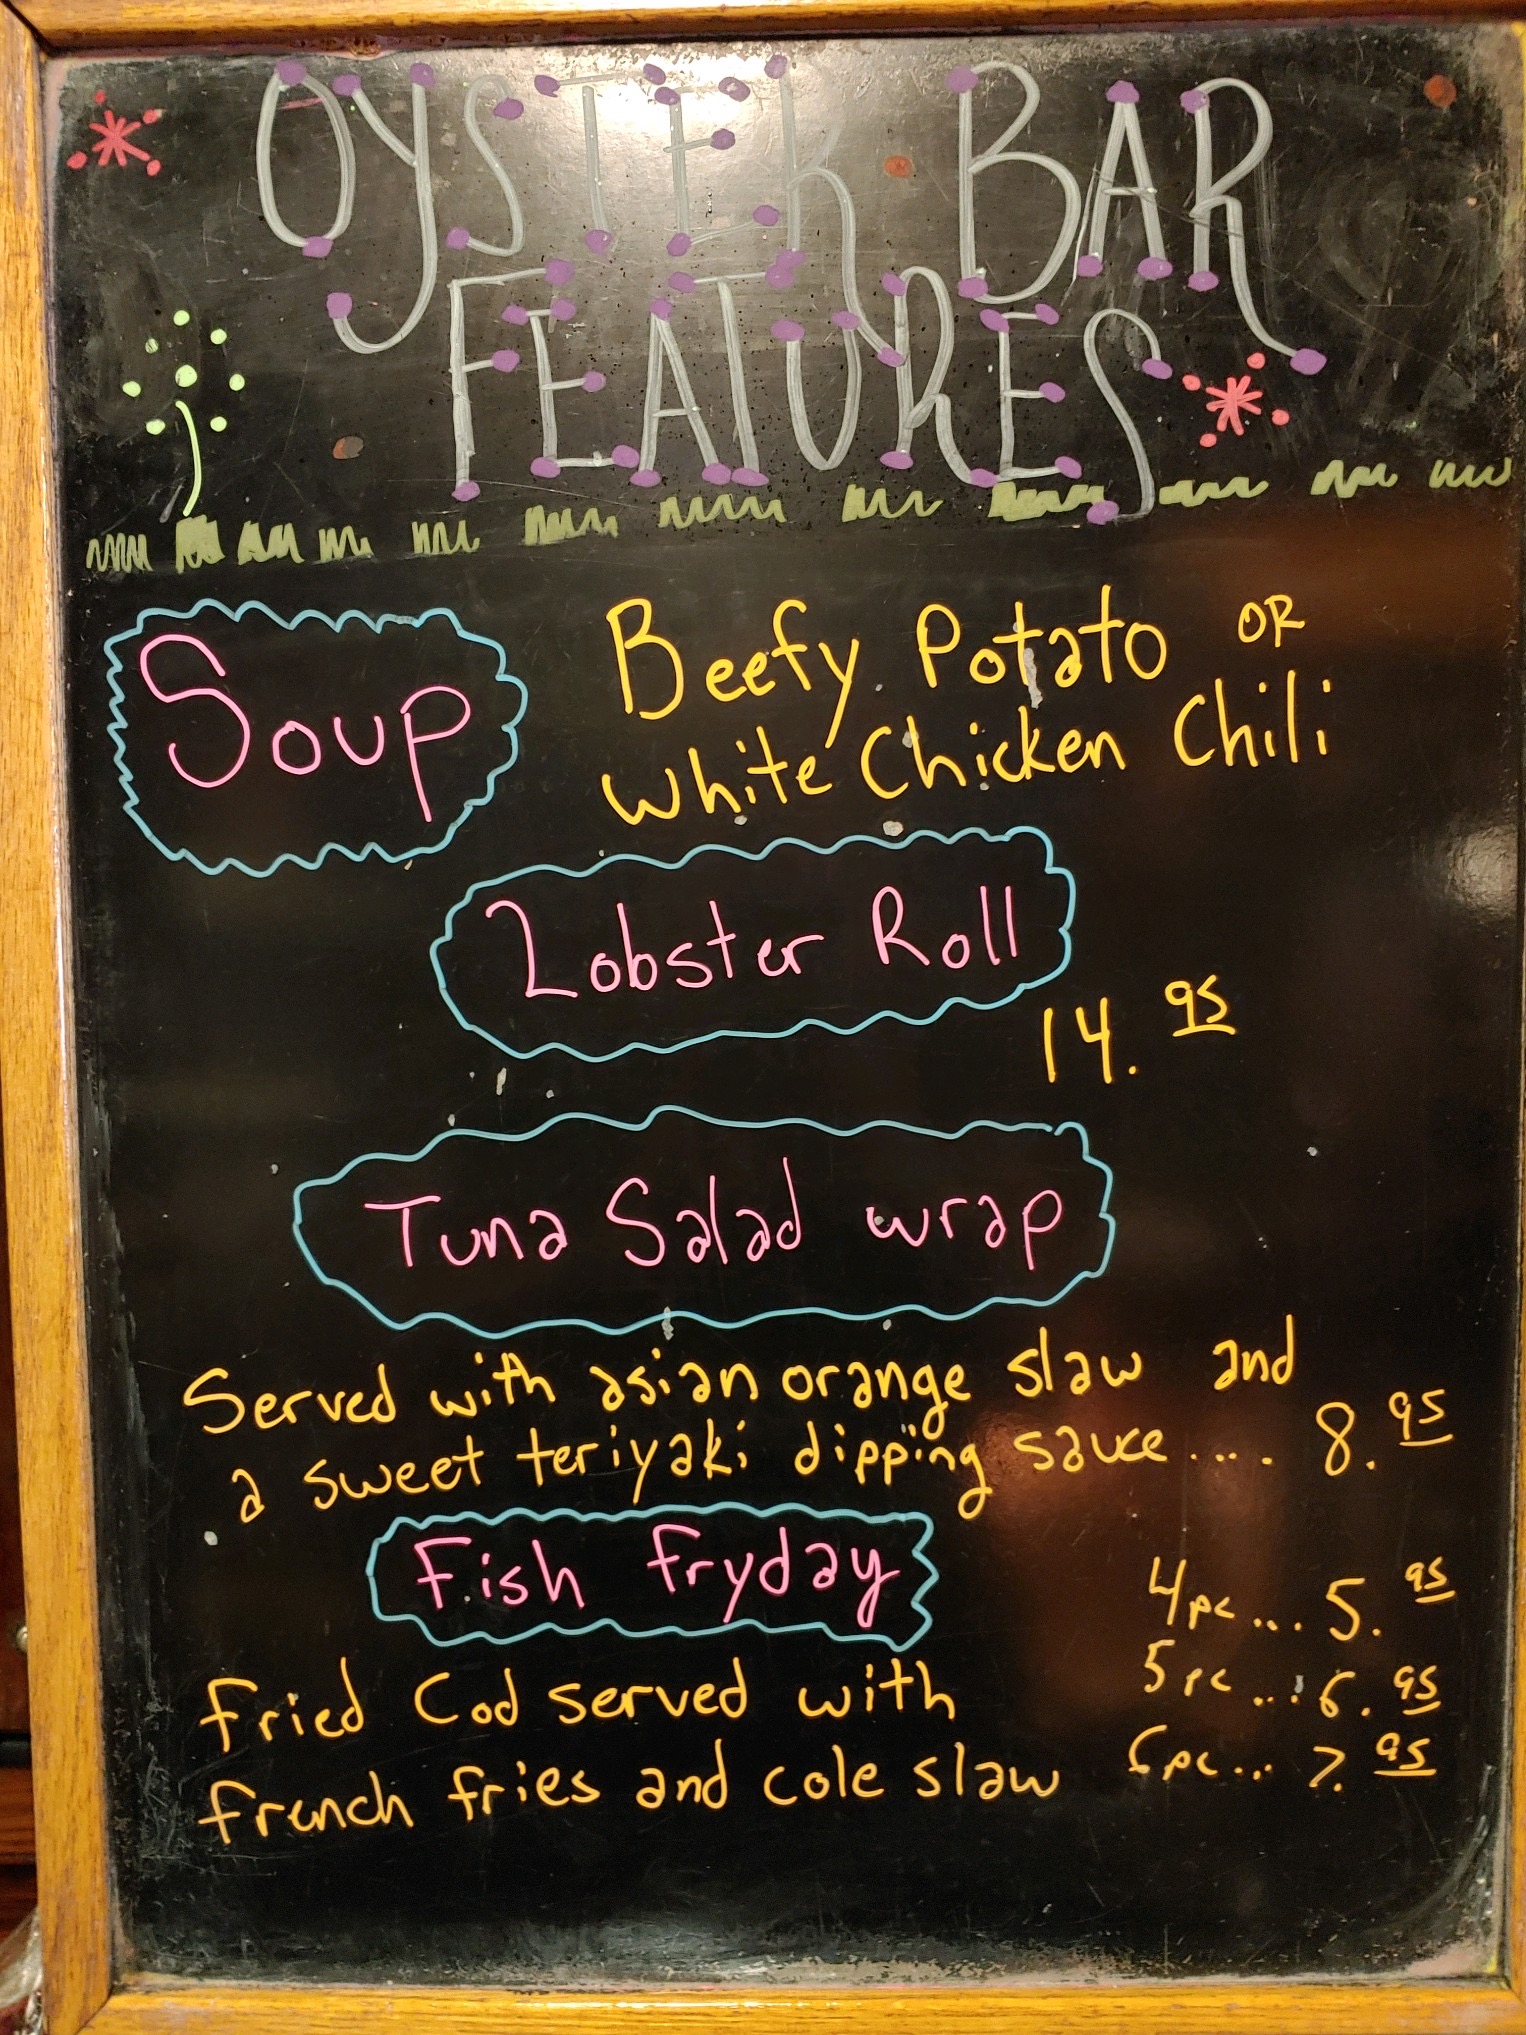 OYSTER BAR
FEATURES
Soup
Beefy Potato OR
White Chicken Chili
Lobster Roll
14.95
Tuna Salad wrap
Served with asian orange slaw and
a sweet teriyaki dipping sauce.... 8.95
Fish fryday
4pc... 5.95
5pc...6.95
6pc... 7.95
Fried Cod served with
french fries and cole slaw